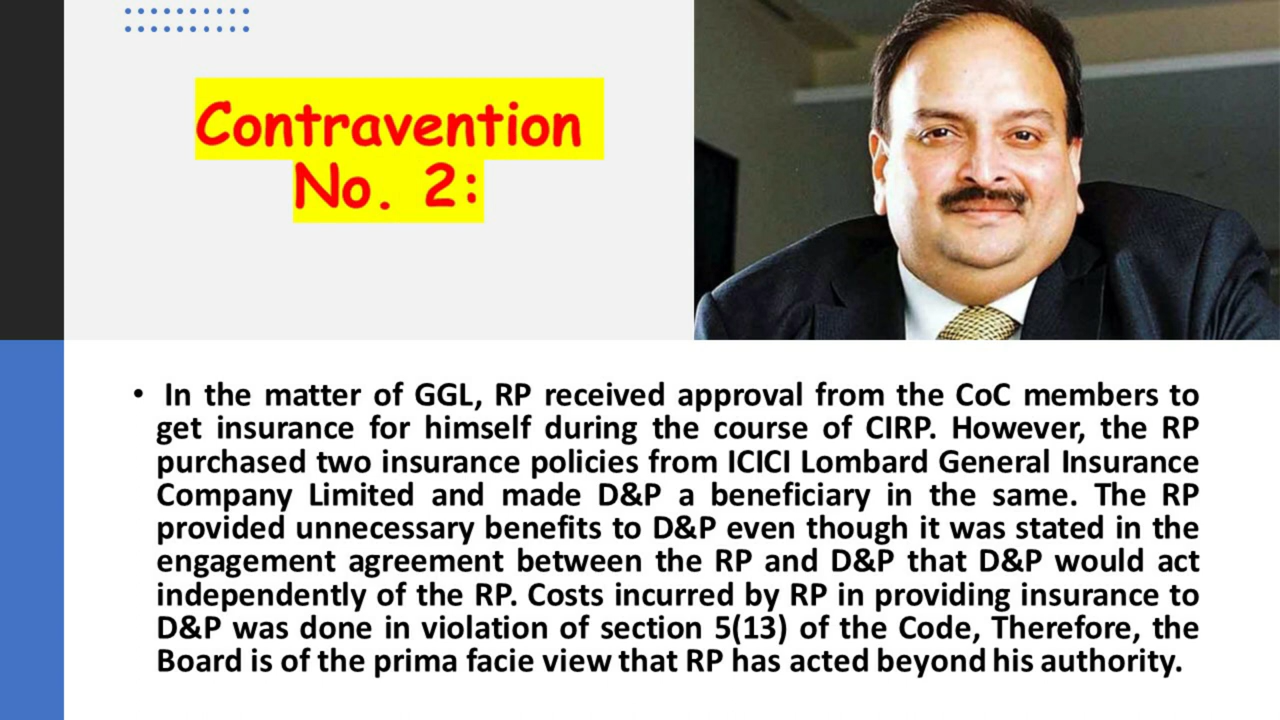 Contravention
No. 2:
• In the matter of GGL, RP received approval from the CoC members to
get insurance for himself during the course of CIRP. However, the RP
purchased two insurance policies from ICICI Lombard General Insurance
Company Limited and made D&P a beneficiary in the same. The RP
provided unnecessary benefits to D&P even though it was stated in the
engagement agreement between the RP and D&P that D&P would act
independently of the RP. Costs incurred by RP in providing insurance to
D&P was done in violation of section 5(13) of the Code, Therefore, the
Board is of the prima facie view that RP has acted beyond his authority.